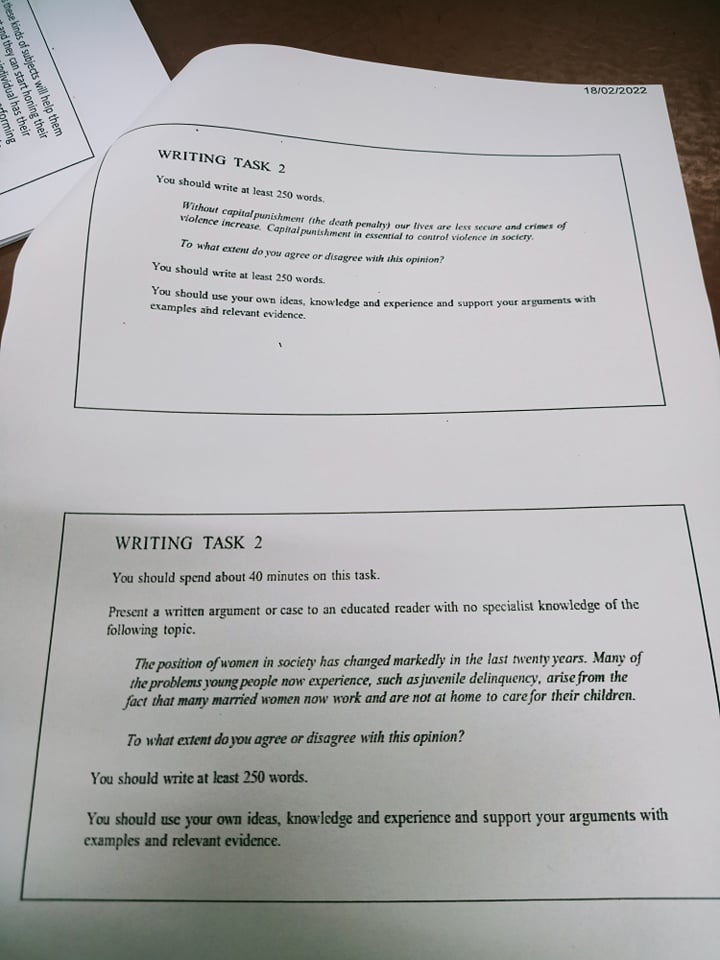 these kinds of subjects will help them
and they can start honing their
individual has their
forming
18/02/2022
WRITING TASK 2
You should write at least 250 words.
Without capital punishment (the death penalty) our lives are less secure and crimes of
violence increase. Capital punishment in essential to control violence in society.
To what extent do you agree or disagree with this opinion?
You should write at least 250 words.
You should use your own ideas, knowledge and experience and support your arguments with
examples and relevant evidence.
WRITING TASK 2
You should spend about 40 minutes on this task.
Present a written argument or case to an educated reader with no specialist knowledge of the
following topic.
The position of women in society has changed markedly in the last twenty years. Many of
the problems young people now experience, such as juvenile delinquency, arise from the
fact that many married women now work and are not at home to care for their children.
To what extent do you agree or disagree with this opinion?
You should write at least 250 words.
You should use your own ideas, knowledge and experience and support your arguments with
examples and relevant evidence.